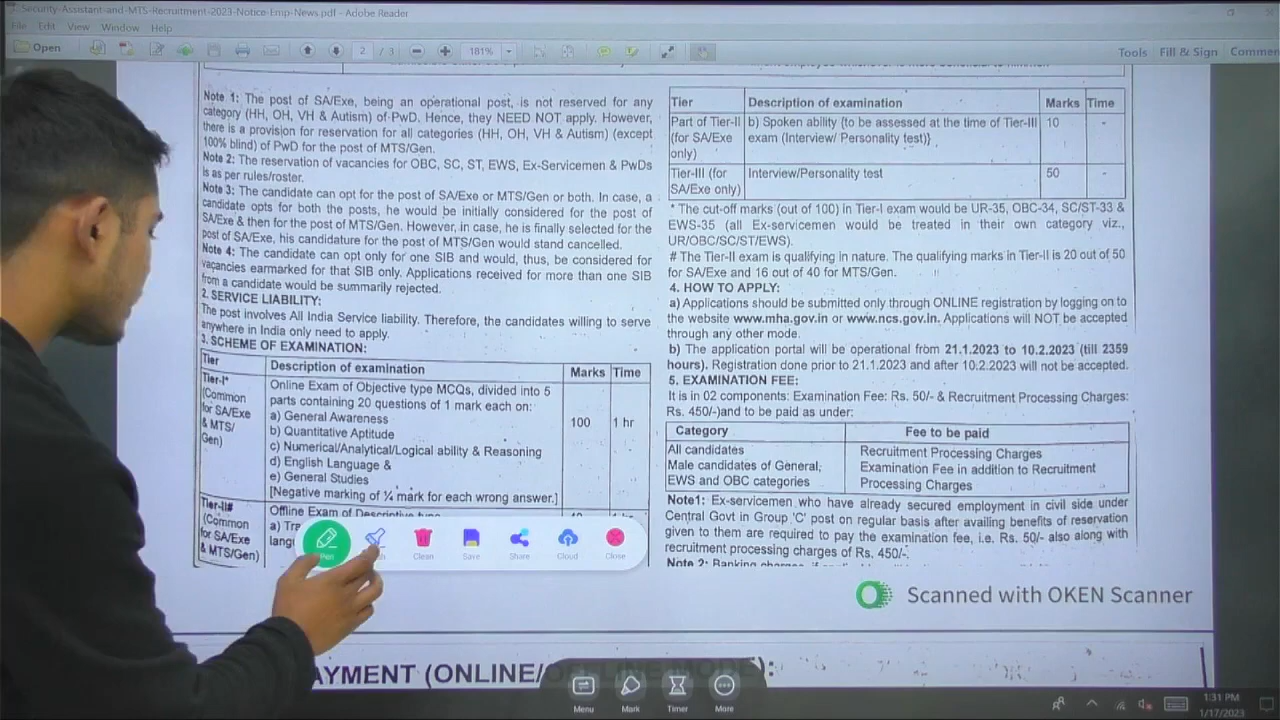 Security-Assistant-and-MTS-Recruitment-2023-Notice-Emp-News.pdf - Adobe Reader
File Edit View Window Help
Open 2 / 3 181% Tools Fill & Sign Commen
Note 1: The post of SA/Exe, being an operational post, is not reserved for any
category (HH, OH, VH & Autism) of PwD. Hence, they NEED NOT apply. However,
there is a provision for reservation for all categories (HH, OH, VH & Autism) (except
100% blind) of PwD for the post of MTS/Gen.
Note 2: The reservation of vacancies for OBC, SC, ST, EWS, Ex-Servicemen & PwDs
is as per rules/roster.
Note 3: The candidate can opt for the post of SA/Exe or MTS/Gen or both. In case, a
candidate opts for both the posts, he would be initially considered for the post of
SA/Exe & then for the post of MTS/Gen. However, in case, he is finally selected for the
post of SA/Exe, his candidature for the post of MTS/Gen would stand cancelled.
Note 4: The candidate can opt only for one SIB and would, thus, be considered for
vacancies earmarked for that SIB only. Applications received for more than one SIB
from a candidate would be summarily rejected.
2. SERVICE LIABILITY:
The post involves All India Service liability. Therefore, the candidates willing to serve
anywhere in India only need to apply.
3. SCHEME OF EXAMINATION:
Tier Description of examination Marks Time
Tier-I* Online Exam of Objective type MCQs, divided into 5
(Common parts containing 20 questions of 1 mark each on:
for SA/Exe a) General Awareness 100 1 hr
& MTS/ b) Quantitative Aptitude
Gen) c) Numerical/Analytical/Logical ability & Reasoning
d) English Language &
e) General Studies
[Negative marking of ¼ mark for each wrong answer.]
Tier-II# Offline Exam of Descriptive type
(Common a)
for SA/Exe
& MTS/Gen)
Pen Clean Save Share Cloud Close
Tier Description of examination Marks Time
Part of Tier-II b) Spoken ability {to be assessed at the time of Tier-III 10 -
(for SA/Exe exam (Interview/ Personality test)}
only)
Tier-III (for Interview/Personality test 50 -
SA/Exe only)
* The cut-off marks (out of 100) in Tier-I exam would be UR-35, OBC-34, SC/ST-33 &
EWS-35 (all Ex-servicemen would be treated in their own category viz.,
UR/OBC/SC/ST/EWS).
# The Tier-II exam is qualifying in nature. The qualifying marks in Tier-II is 20 out of 50
for SA/Exe and 16 out of 40 for MTS/Gen.
4. HOW TO APPLY:
a) Applications should be submitted only through ONLINE registration by logging on to
the website www.mha.gov.in or www.ncs.gov.in. Applications will NOT be accepted
through any other mode.
b) The application portal will be operational from 21.1.2023 to 10.2.2023 (till 2359
hours). Registration done prior to 21.1.2023 and after 10.2.2023 will not be accepted.
5. EXAMINATION FEE:
It is in 02 components: Examination Fee: Rs. 50/- & Recruitment Processing Charges:
Rs. 450/-)and to be paid as under:
Category Fee to be paid
All candidates Recruitment Processing Charges
Male candidates of General, Examination Fee in addition to Recruitment
EWS and OBC categories Processing Charges
Note1: Ex-servicemen who have already secured employment in civil side under
Central Govt in Group 'C' post on regular basis after availing benefits of reservation
given to them are required to pay the examination fee, i.e. Rs. 50/- also along with
recruitment processing charges of Rs. 450/-.
Scanned with OKEN Scanner
AYMENT (ONLINE/OFFLINE MODE):
Menu Mark Timer More
1:31 PM
1/17/2023